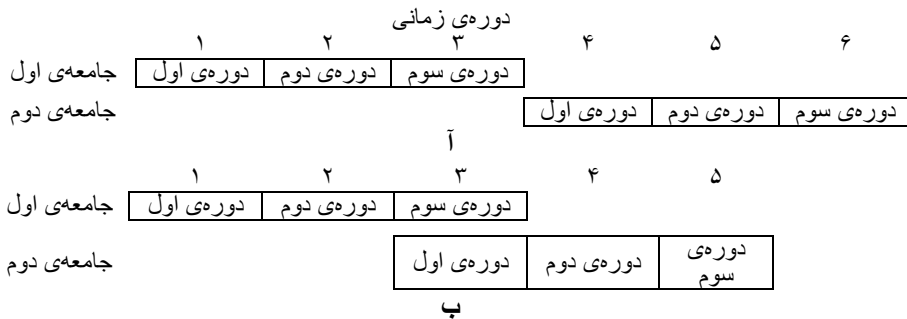 دوره‌ی زمانی
۱ ۲ ۳ ۴ ۵ ۶
جامعه‌ی اول دوره‌ی اول دوره‌ی دوم دوره‌ی سوم
جامعه‌ی دوم دوره‌ی اول دوره‌ی دوم دوره‌ی سوم
آ
۱ ۲ ۳ ۴ ۵
جامعه‌ی اول دوره‌ی اول دوره‌ی دوم دوره‌ی سوم
جامعه‌ی دوم دوره‌ی اول دوره‌ی دوم دوره‌ی
سوم
ب